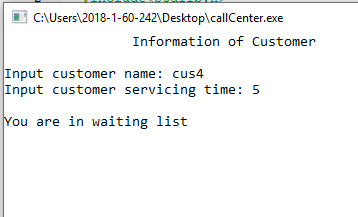 C:\Users\2018-1-60-242\Desktop\callCenter.exe
Information of Customer
Input customer name: cus4
Input customer servicing time: 5
You are in waiting list